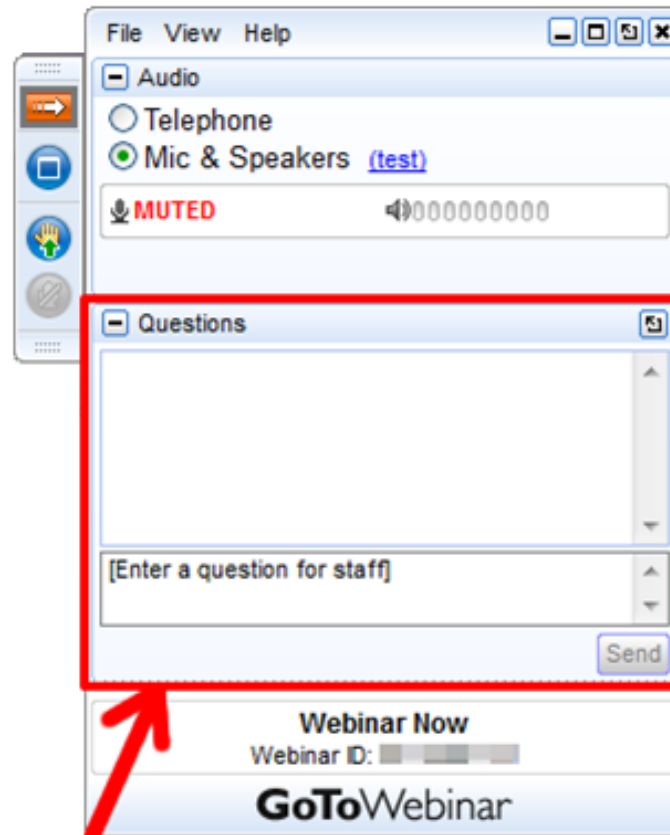 File View Help
Audio
Telephone
Mic & Speakers (test)
MUTED 000000000
Questions
[Enter a question for staff]
Send
Webinar Now
Webinar ID:
GoToWebinar